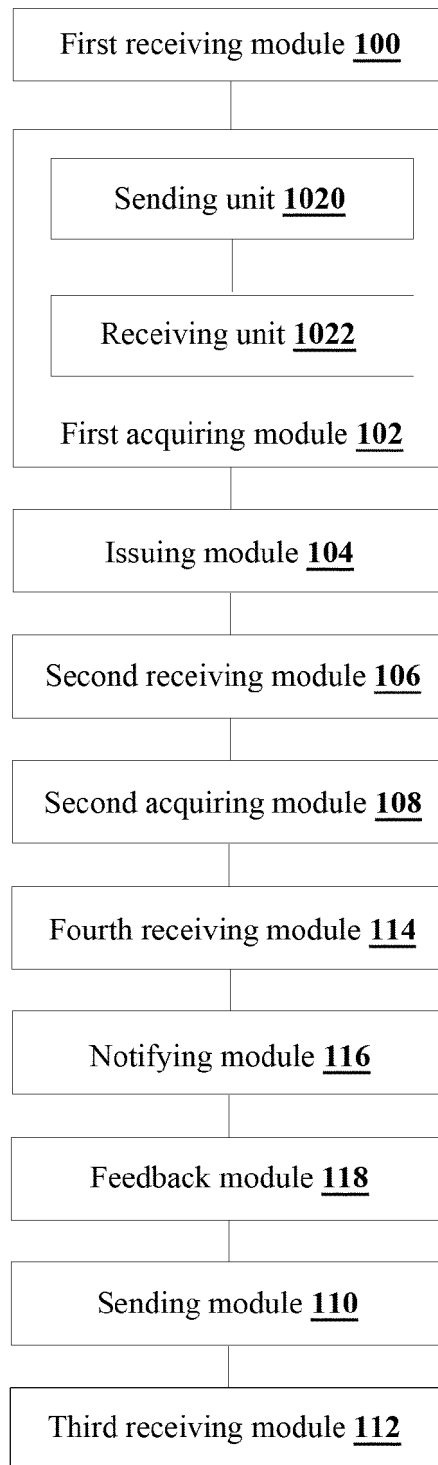 First receiving module 100
Sending unit 1020
Receiving unit 1022
First acquiring module 102
Issuing module 104
Second receiving module 106
Second acquiring module 108
Fourth receiving module 114
Notifying module 116
Feedback module 118
Sending module 110
Third receiving module 112